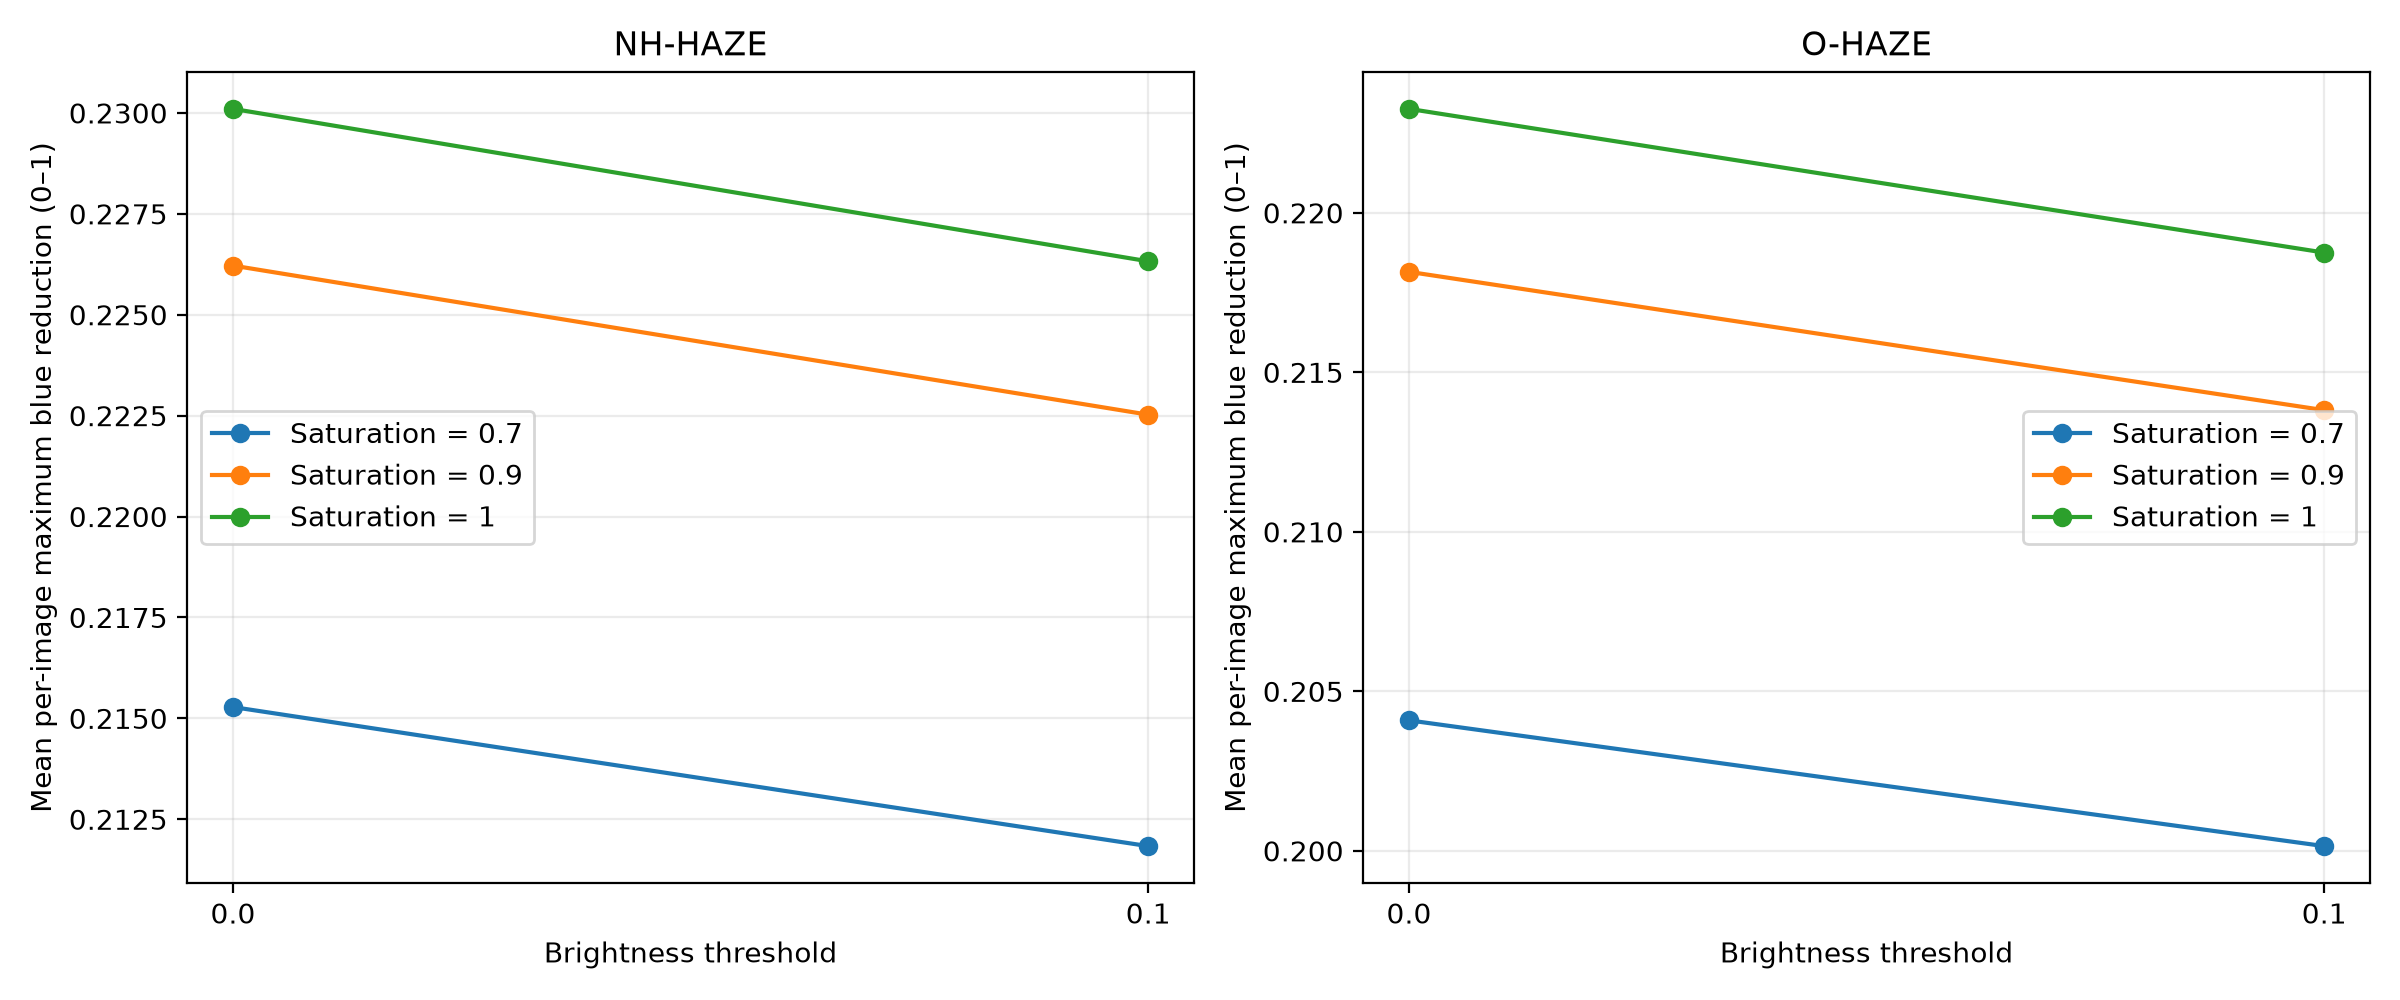 NH-HAZE
Mean per-image maximum blue reduction (0–1)
0.2300
0.2275
0.2250
0.2225
0.2200
0.2175
0.2150
0.2125
Saturation = 0.7
Saturation = 0.9
Saturation = 1
0.0
0.1
Brightness threshold
O-HAZE
Mean per-image maximum blue reduction (0–1)
0.220
0.215
0.210
0.205
0.200
Saturation = 0.7
Saturation = 0.9
Saturation = 1
0.0
0.1
Brightness threshold